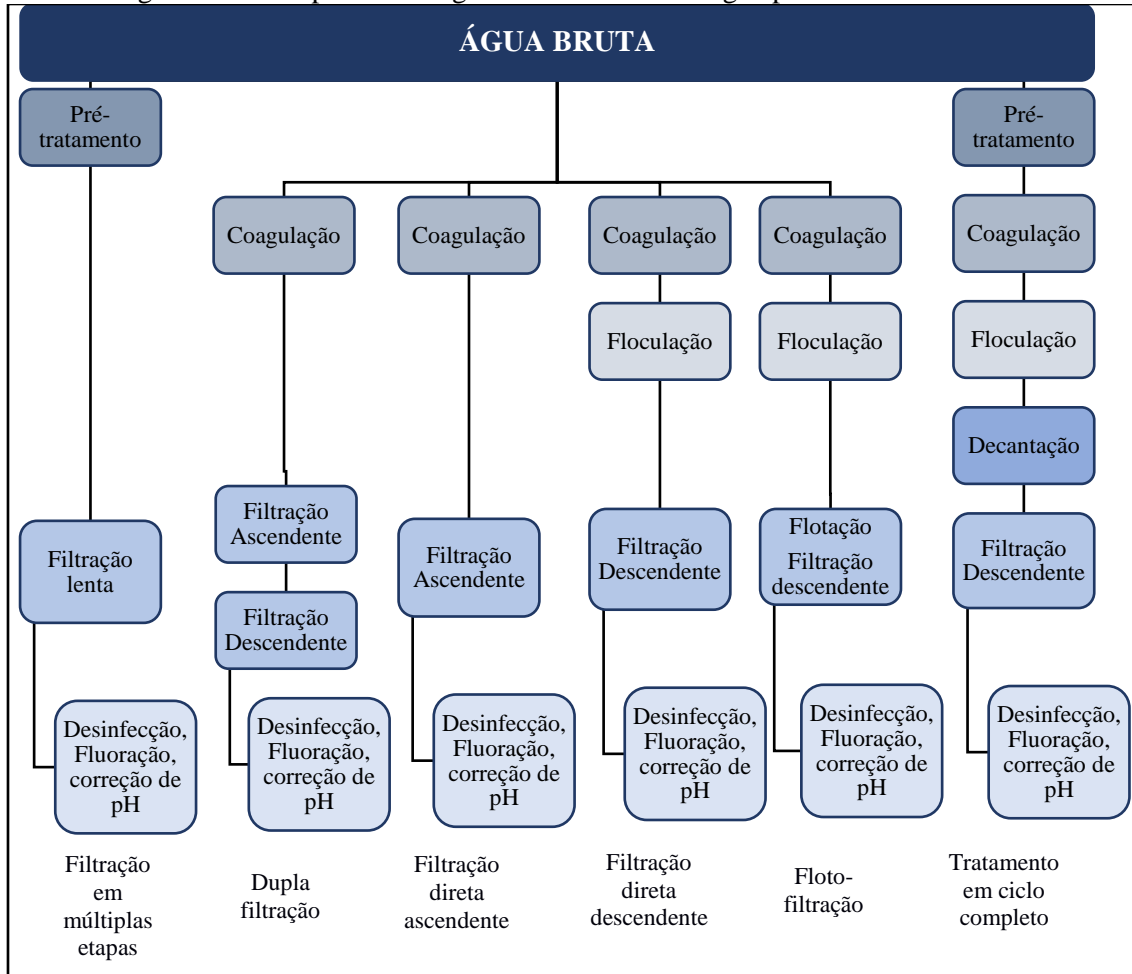 ÁGUA BRUTA
Pré-
tratamento
Pré-
tratamento
Coagulação
Coagulação
Coagulação
Coagulação
Coagulação
Floculação
Floculação
Floculação
Decantação
Filtração
lenta
Filtração
Ascendente
Filtração
Descendente
Filtração
Ascendente
Filtração
Descendente
Flotação
Filtração
descendente
Filtração
Descendente
Desinfecção,
Fluoração,
correção de
pH
Desinfecção,
Fluoração,
correção de
pH
Desinfecção,
Fluoração,
correção de
pH
Desinfecção,
Fluoração,
correção de
pH
Desinfecção,
Fluoração,
correção de
pH
Desinfecção,
Fluoração,
correção de
pH
Filtração
em
múltiplas
etapas
Dupla
filtração
Filtração
direta
ascendente
Filtração
direta
descendente
Floto-
filtração
Tratamento
em ciclo
completo